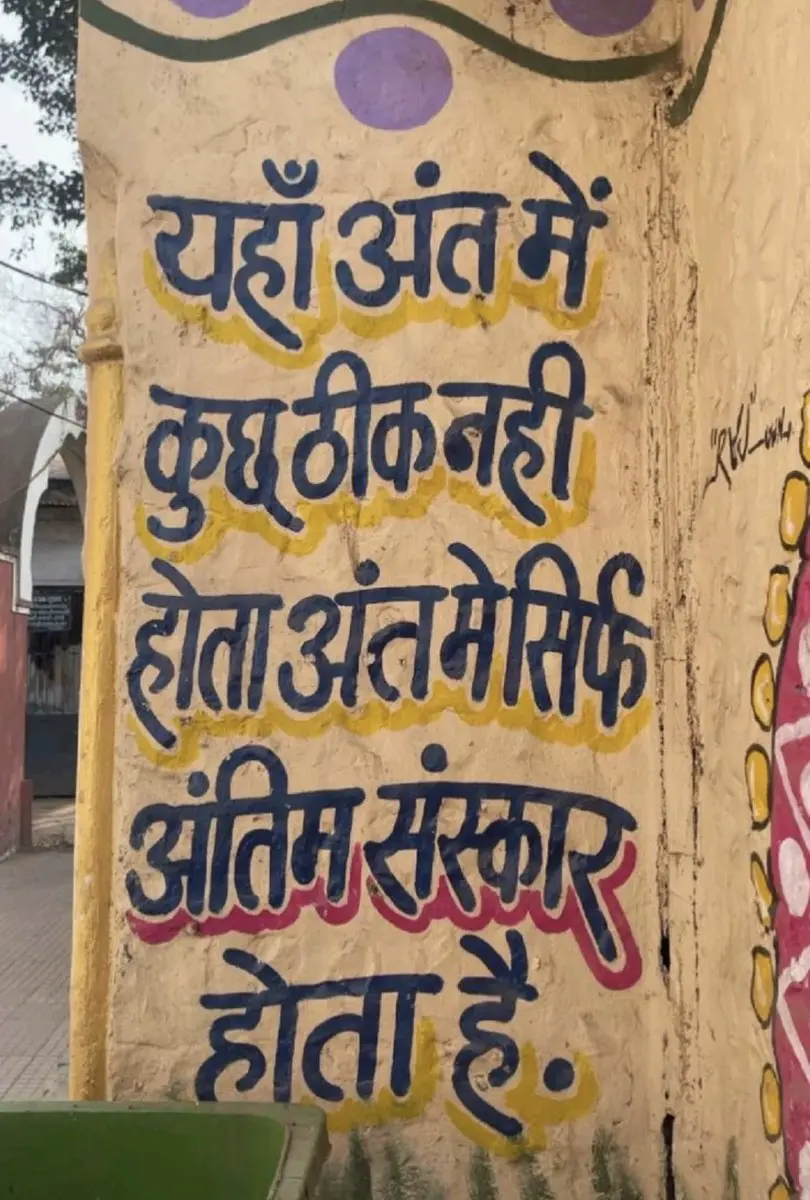 यहाँ अंत में
कुछ ठीक नही
होता अंत मे सिर्फ
अंतिम संस्कार
होता है.